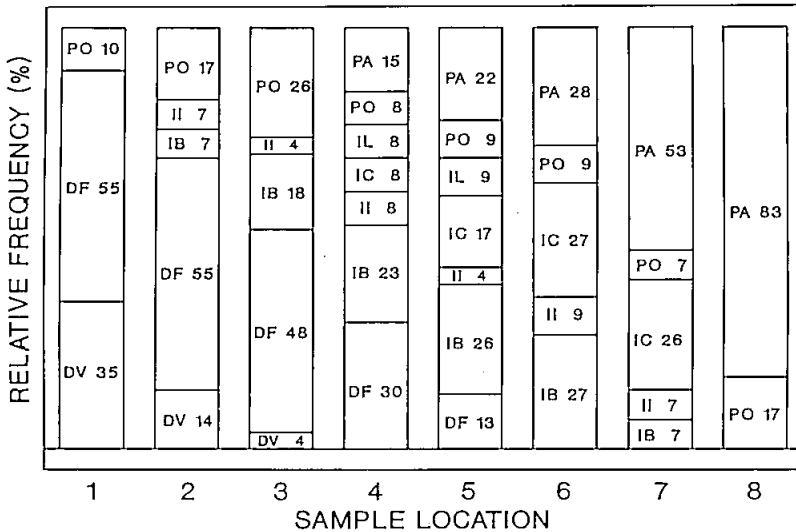 RELATIVE FREQUENCY (%)
PO 10
DF 55
DV 35
PO 17
II 7
IB 7
DF 55
DV 14
PO 26
II 4
IB 18
DF 48
DV 4
PA 15
PO 8
IL 8
IC 8
II 8
IB 23
DF 30
PA 22
PO 9
IL 9
IC 17
II 4
IB 26
DF 13
PA 28
PO 9
IC 27
II 9
IB 27
PA 53
PO 7
IC 26
II 7
IB 7
PA 83
PO 17
1 2 3 4 5 6 7 8
SAMPLE LOCATION